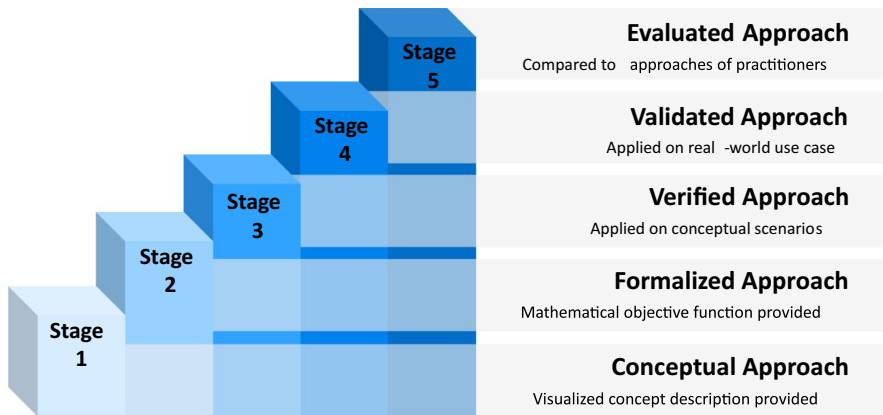 Evaluated Approach
Stage
5
Compared to approaches of practitioners
Validated Approach
Stage
4
Applied on real -world use case
Verified Approach
Stage
3
Applied on conceptual scenarios
Stage
2
Formalized Approach
Mathematical objective function provided
Stage
1
Conceptual Approach
Visualized concept description provided